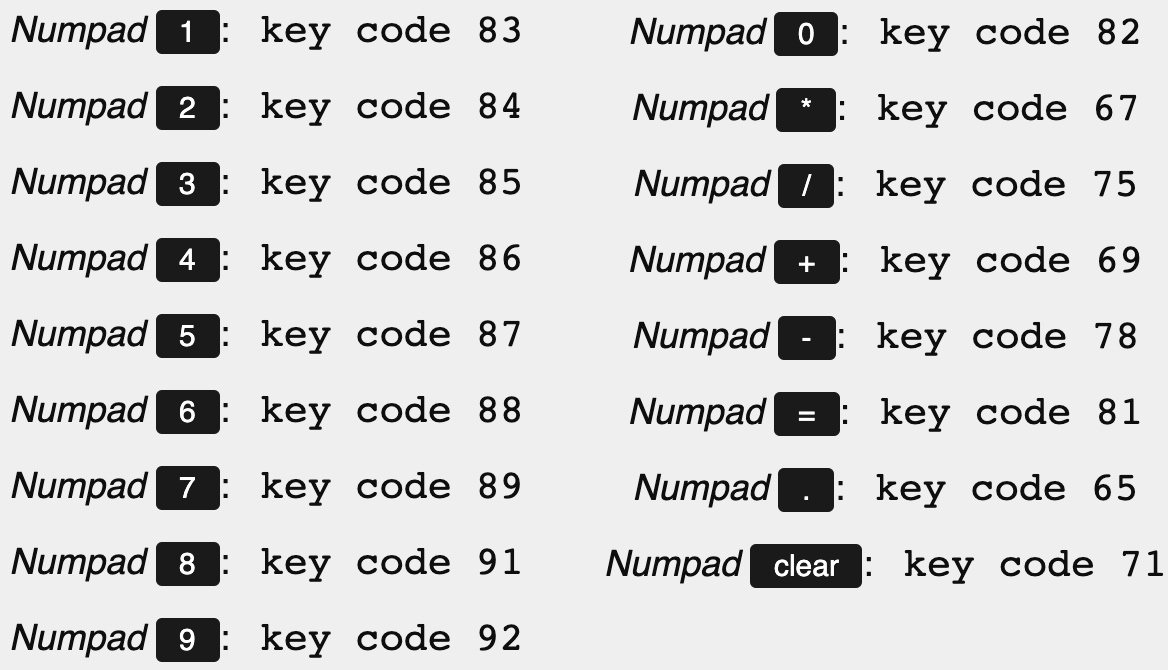 Numpad 1: key code 83
Numpad 2: key code 84
Numpad 3: key code 85
Numpad 4: key code 86
Numpad 5: key code 87
Numpad 6: key code 88
Numpad 7: key code 89
Numpad 8: key code 91
Numpad 9: key code 92
Numpad 0: key code 82
Numpad *: key code 67
Numpad /: key code 75
Numpad +: key code 69
Numpad -: key code 78
Numpad =: key code 81
Numpad .: key code 65
Numpad clear: key code 71